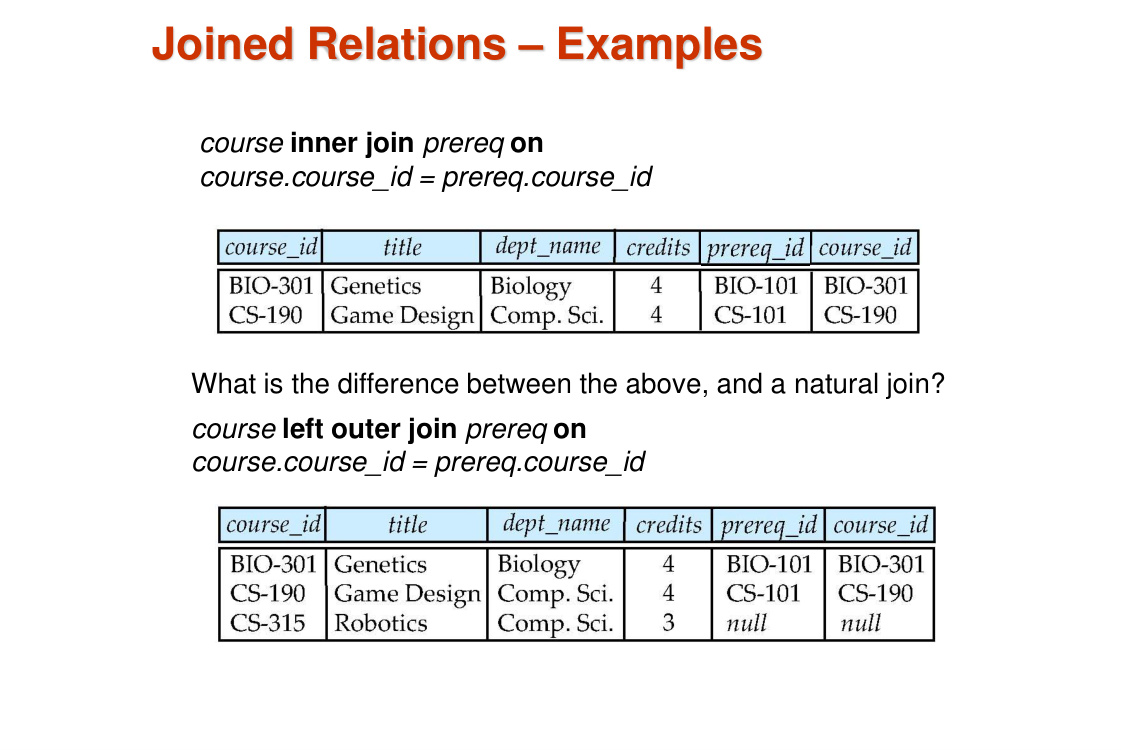 Joined Relations – Examples
course inner join prereq on
course.course_id = prereq.course_id
course_id title dept_name credits prereq_id course_id
BIO-301 Genetics Biology 4 BIO-101 BIO-301
CS-190 Game Design Comp. Sci. 4 CS-101 CS-190
What is the difference between the above, and a natural join?
course left outer join prereq on
course.course_id = prereq.course_id
course_id title dept_name credits prereq_id course_id
BIO-301 Genetics Biology 4 BIO-101 BIO-301
CS-190 Game Design Comp. Sci. 4 CS-101 CS-190
CS-315 Robotics Comp. Sci. 3 null null